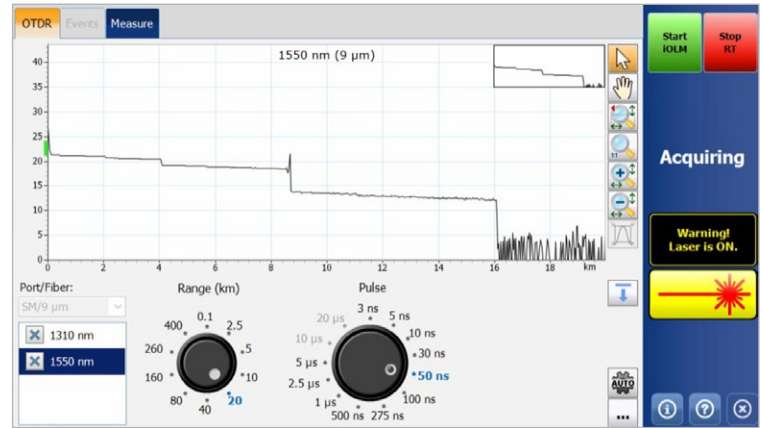 OTDR Events Measure
1550 nm (9 µm)
40
35
30
25
20
15
10
5
0
0 2 4 6 8 10 12 14 16 18 km
Port/Fiber:
SM/9 µm
1310 nm
1550 nm
Range (km)
0.1
2.5
5
10
20
40
80
160
260
400
Pulse
3 ns
5 ns
10 ns
30 ns
50 ns
100 ns
275 ns
500 ns
1 µs
2.5 µs
5 µs
10 µs
20 µs
1:1
AUTO
...
Start
iOLM
Stop
RT
Acquiring
Warning!
Laser is ON.